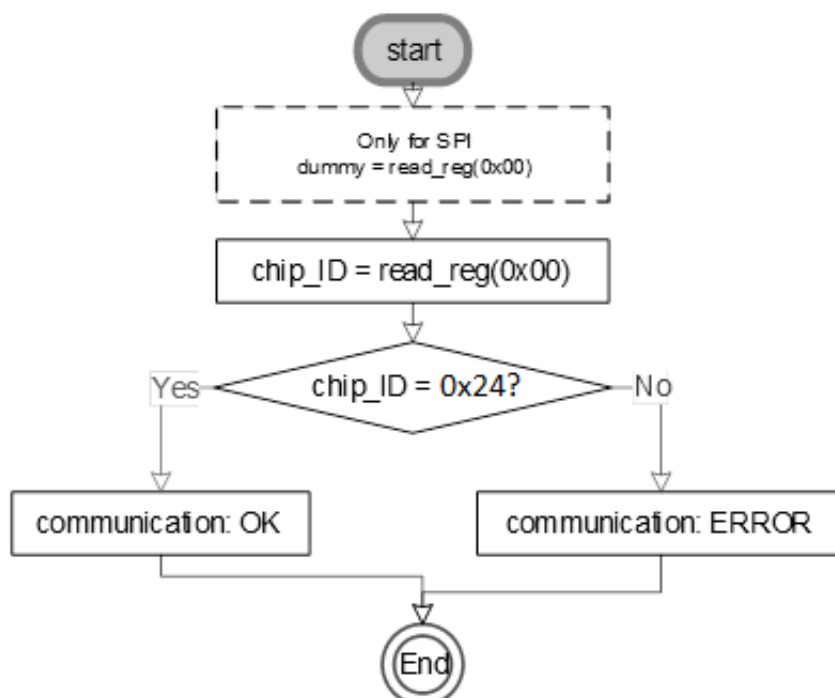 start
Only for SPI
dummy = read_reg(0x00)
chip_ID = read_reg(0x00)
chip_ID = 0x24?
Yes
No
communication: OK
communication: ERROR
End